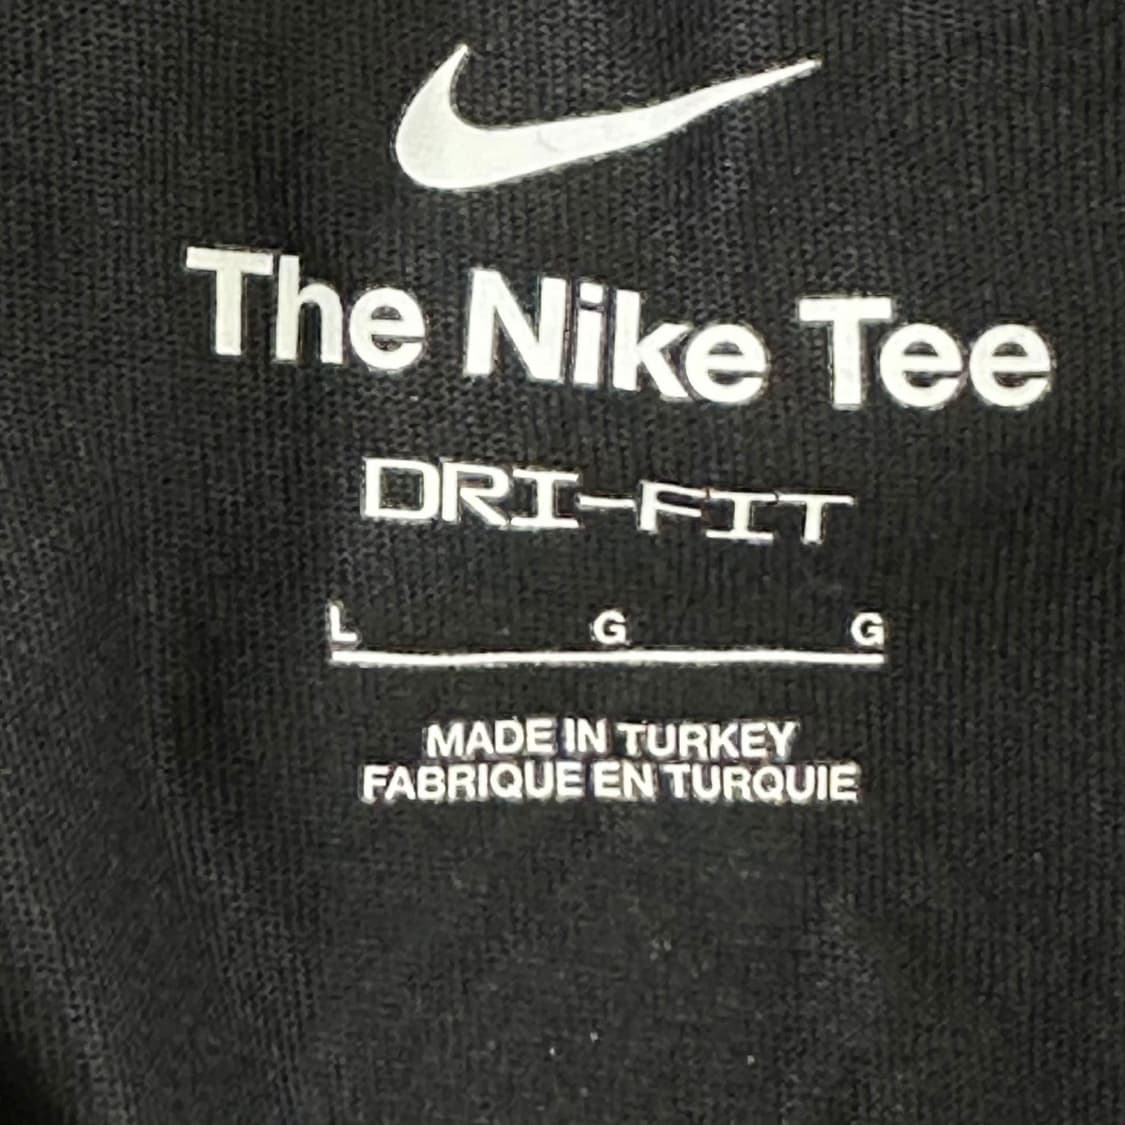 The Nike Tee
DRI-FIT
L G G
MADE IN TURKEY
FABRIQUE EN TURQUIE